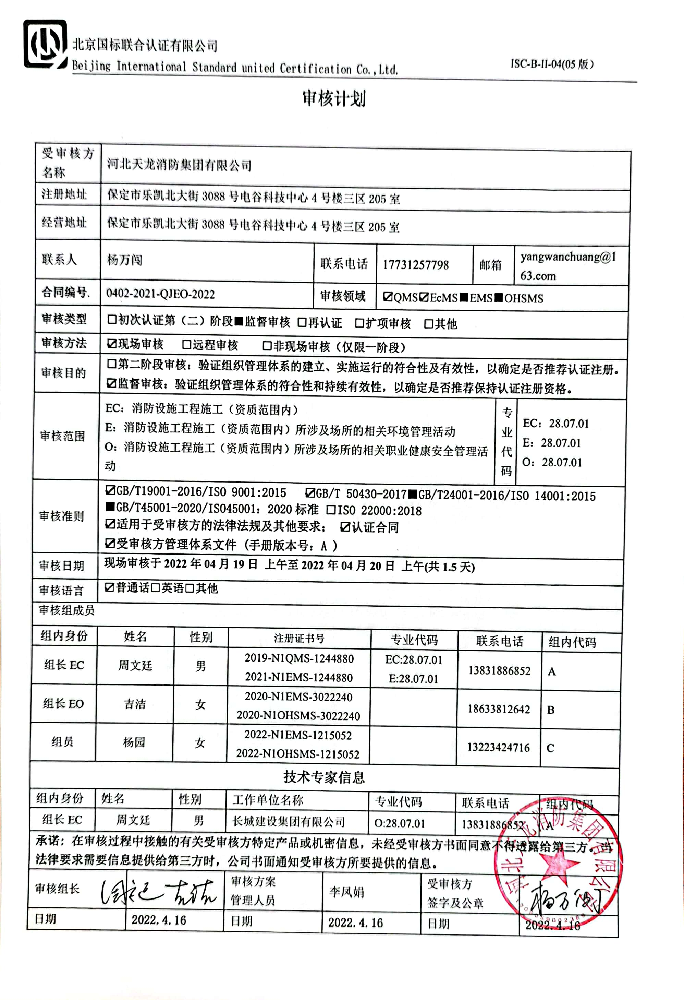 北京国标联合认证有限公司
Beijing International Standard united Certification Co.,Ltd.
ISC-B-II-04(05 版)
审核计划
受审核方名称 河北天龙消防集团有限公司
注册地址 保定市乐凯北大街 3088 号电谷科技中心 4 号楼三区 205 室
经营地址 保定市乐凯北大街 3088 号电谷科技中心 4 号楼三区 205 室
联系人 杨万闯 联系电话 17731257798 邮箱 yangwanchuang@1
63.com
合同编号. 0402-2021-QJEO-2022 审核领域 ☑QMS☑EcMS■EMS■OHSMS
审核类型 □初次认证第（二）阶段■监督审核 □再认证 □扩项审核 □其他
审核方法 ☑现场审核 □远程审核 □非现场审核（仅限一阶段）
审核目的 □第二阶段审核：验证组织管理体系的建立、实施运行的符合性及有效性，以确定是否推荐认证注册。
☑监督审核：验证组织管理体系的符合性和持续有效性，以确定是否推荐保持认证注册资格。
审核范围
EC：消防设施工程施工（资质范围内）
E：消防设施工程施工（资质范围内）所涉及场所的相关环境管理活动
O：消防设施工程施工（资质范围内）所涉及场所的相关职业健康安全管理活
动
专业代码
EC：28.07.01
E：28.07.01
O：28.07.01
审核准则
☑GB/T19001-2016/ISO 9001:2015 ☑GB/T 50430-2017■GB/T24001-2016/ISO 14001:2015
■GB/T45001-2020/ISO45001：2020 标准 □ISO 22000:2018
☑适用于受审核方的法律法规及其他要求； ☑认证合同
☑受审核方管理体系文件（手册版本号：A ）
审核日期 现场审核于 2022 年 04 月 19 日 上午至 2022 年 04 月 20 日 上午(共 1.5 天)
审核语言 ☑普通话□英语□其他
审核组成员
组内身份 姓名 性别 注册证书号 专业代码 联系电话 组内代码
组长 EC 周文廷 男 2019-N1QMS-1244880 EC:28.07.01 13831886852 A
2021-N1EMS-1244880 E:28.07.01
组长 EO 吉洁 女 2020-N1EMS-3022240 18633812642 B
2020-N1OHSMS-3022240
组员 杨园 女 2022-N1EMS-1215052 13223424716 C
2022-N1OHSMS-1215052
技术专家信息
组内身份 姓名 性别 工作单位名称 专业代码 联系电话 组内代码
组长 EC 周文廷 男 长城建设集团有限公司 O:28.07.01 13831886852 A
承诺：在审核过程中接触的有关受审核方特定产品或机密信息，未经受审核方书面同意不得透露给第三方。当
法律要求需要信息提供给第三方时，公司书面通知受审核方所要提供的信息。
审核组长 周文廷 吉洁 审核方案管理人员 李凤娟 受审核方签字及公章 杨万闯
日期 2022.4.16 日期 2022.4.16 日期 2022.4.16
河北天龙消防集团有限公司